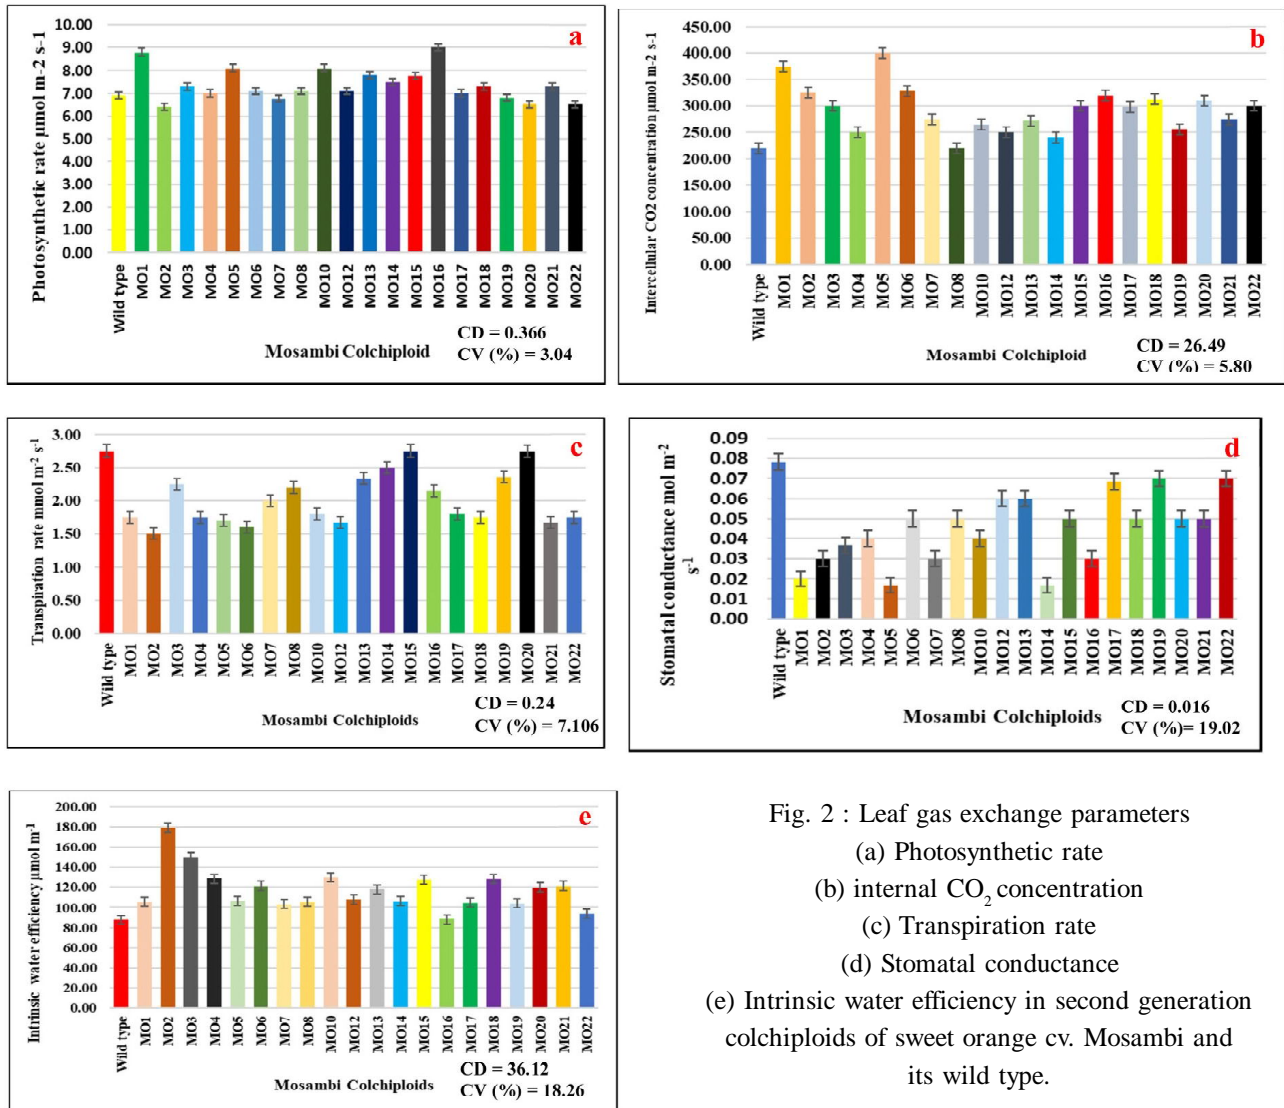 a
Photosynthetic rate µmol m-2 s-1
10.00
9.00
8.00
7.00
6.00
5.00
4.00
3.00
2.00
1.00
0.00
Wild type
MO1
MO2
MO3
MO4
MO5
MO6
MO7
MO8
MO10
MO12
MO13
MO14
MO15
MO16
MO17
MO18
MO19
MO20
MO21
MO22
Mosambi Colchiploid
CD = 0.366
CV (%) = 3.04
b
Intercellular CO2 concentration µmol m-2 s-1
450.00
400.00
350.00
300.00
250.00
200.00
150.00
100.00
50.00
0.00
Wild type
MO1
MO2
MO3
MO4
MO5
MO6
MO7
MO8
MO10
MO12
MO13
MO14
MO15
MO16
MO17
MO18
MO19
MO20
MO21
MO22
Mosambi Colchiploid
CD = 26.49
CV (%) = 5.80
c
Transpiration rate mmol m⁻² s⁻¹
3.00
2.50
2.00
1.50
1.00
0.50
0.00
Wild type
MO1
MO2
MO3
MO4
MO5
MO6
MO7
MO8
MO10
MO12
MO13
MO14
MO15
MO16
MO17
MO18
MO19
MO20
MO21
MO22
Mosambi Colchiploids
CD = 0.24
CV (%) = 7.106
d
Stomatal conductance mol m⁻²
s⁻¹
0.09
0.08
0.07
0.06
0.05
0.04
0.03
0.02
0.01
0.00
Wild type
MO1
MO2
MO3
MO4
MO5
MO6
MO7
MO8
MO10
MO12
MO13
MO14
MO15
MO16
MO17
MO18
MO19
MO20
MO21
MO22
Mosambi Colchiploids
CD = 0.016
CV (%)= 19.02
e
Intrinsic water efficiency µmol m⁻¹
200.00
180.00
160.00
140.00
120.00
100.00
80.00
60.00
40.00
20.00
0.00
Wild type
MO1
MO2
MO3
MO4
MO5
MO6
MO7
MO8
MO10
MO12
MO13
MO14
MO15
MO16
MO17
MO18
MO19
MO20
MO21
MO22
Mosambi Colchiploids
CD = 36.12
CV (%) = 18.26
Fig. 2 : Leaf gas exchange parameters
(a) Photosynthetic rate
(b) internal CO₂ concentration
(c) Transpiration rate
(d) Stomatal conductance
(e) Intrinsic water efficiency in second generation
colchiploids of sweet orange cv. Mosambi and
its wild type.